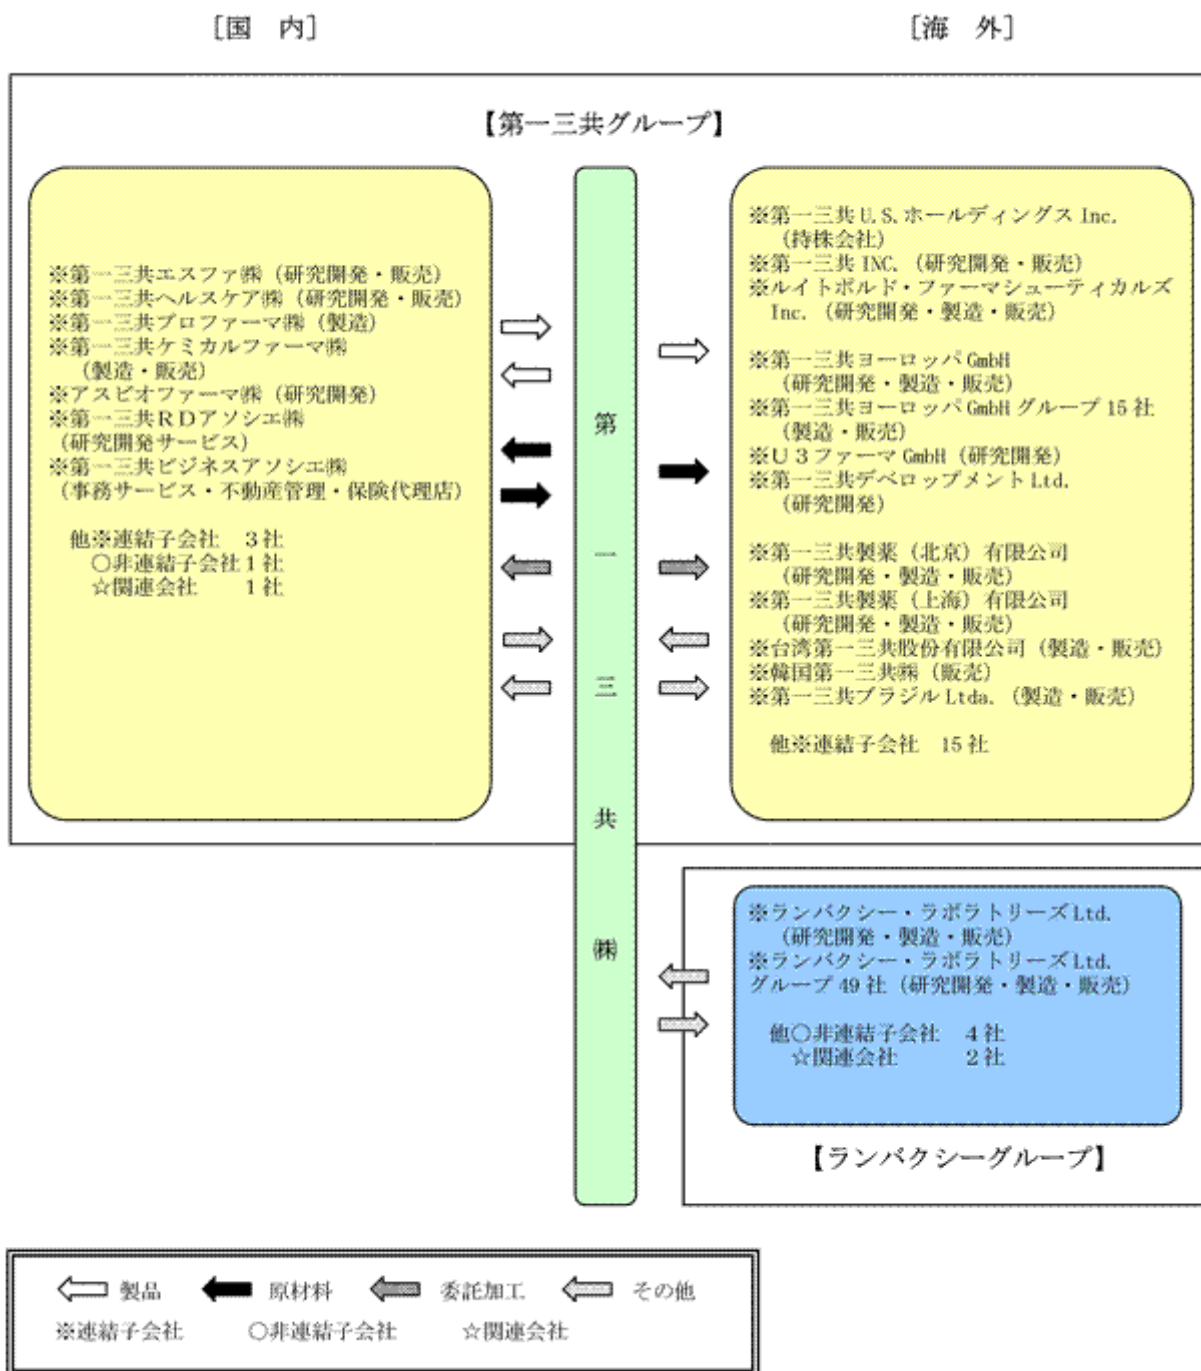 ［国　内］
［海　外］
【第一三共グループ】
※第一三共エスファ㈱（研究開発・販売）
※第一三共ヘルスケア㈱（研究開発・販売）
※第一三共プロファーマ㈱（製造）
※第一三共ケミカルファーマ㈱
（製造・販売）
※アスビオファーマ㈱（研究開発）
※第一三共ＲＤアソシエ㈱
（研究開発サービス）
※第一三共ビジネスアソシエ㈱
（事務サービス・不動産管理・保険代理店）
他※連結子会社　３社
○非連結子会社１社
☆関連会社　１社
第一三共㈱
※第一三共 U.S.ホールディングス Inc.
（持株会社）
※第一三共 INC.（研究開発・販売）
※ルイトポルド・ファーマシューティカルズ
Inc.（研究開発・製造・販売）
※第一三共ヨーロッパ GmbH
（研究開発・製造・販売）
※第一三共ヨーロッパ GmbH グループ 15 社
（製造・販売）
※Ｕ３ファーマ GmbH（研究開発）
※第一三共デベロップメント Ltd.
（研究開発）
※第一三共製薬（北京）有限公司
（研究開発・製造・販売）
※第一三共製薬（上海）有限公司
（研究開発・製造・販売）
※台湾第一三共股份有限公司（製造・販売）
※韓国第一三共㈱（販売）
※第一三共ブラジル Ltda.（製造・販売）
他※連結子会社　15 社
※ランバクシー・ラボラトリーズ Ltd.
（研究開発・製造・販売）
※ランバクシー・ラボラトリーズ Ltd.
グループ 49 社（研究開発・製造・販売）
他○非連結子会社　４社
☆関連会社　２社
【ランバクシーグループ】
製品　原材料　委託加工　その他
※連結子会社　○非連結子会社　☆関連会社